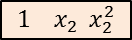 1 x₂ x₂²